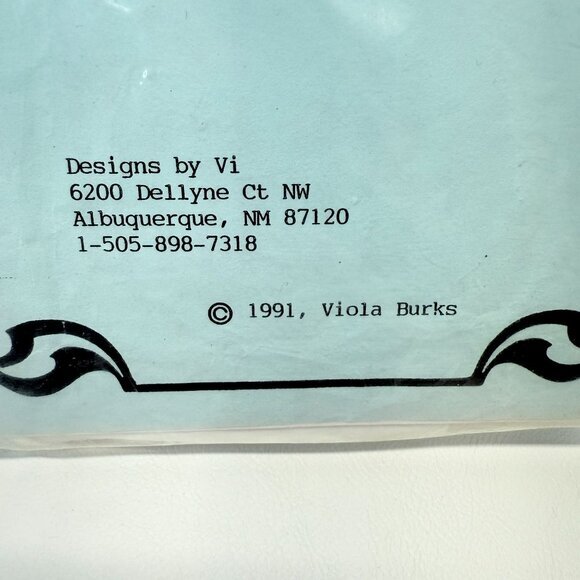 Designs by Vi
6200 Dellyne Ct NW
Albuquerque, NM 87120
1-505-898-7318
© 1991, Viola Burks